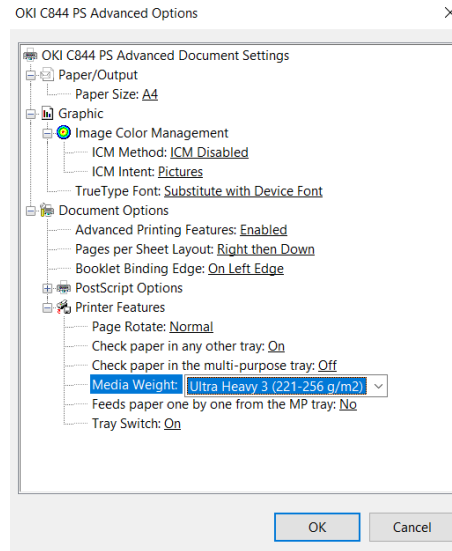 OKI C844 PS Advanced Options
OKI C844 PS Advanced Document Settings
Paper/Output
Paper Size: A4
Graphic
Image Color Management
ICM Method: ICM Disabled
ICM Intent: Pictures
TrueType Font: Substitute with Device Font
Document Options
Advanced Printing Features: Enabled
Pages per Sheet Layout: Right then Down
Booklet Binding Edge: On Left Edge
PostScript Options
Printer Features
Page Rotate: Normal
Check paper in any other tray: On
Check paper in the multi-purpose tray: Off
Media Weight: Ultra Heavy 3 (221-256 g/m2)
Feeds paper one by one from the MP tray: No
Tray Switch: On
OK Cancel